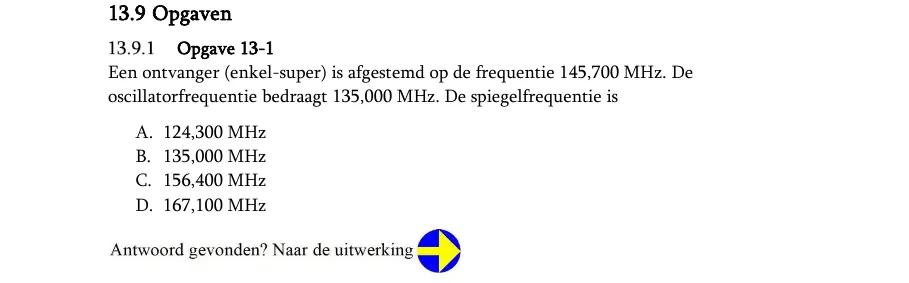 13.9 Opgaven
13.9.1 Opgave 13-1
Een ontvanger (enkel-super) is afgestemd op de frequentie 145,700 MHz. De
oscillatorfrequentie bedraagt 135,000 MHz. De spiegelfrequentie is
A. 124,300 MHz
B. 135,000 MHz
C. 156,400 MHz
D. 167,100 MHz
Antwoord gevonden? Naar de uitwerking